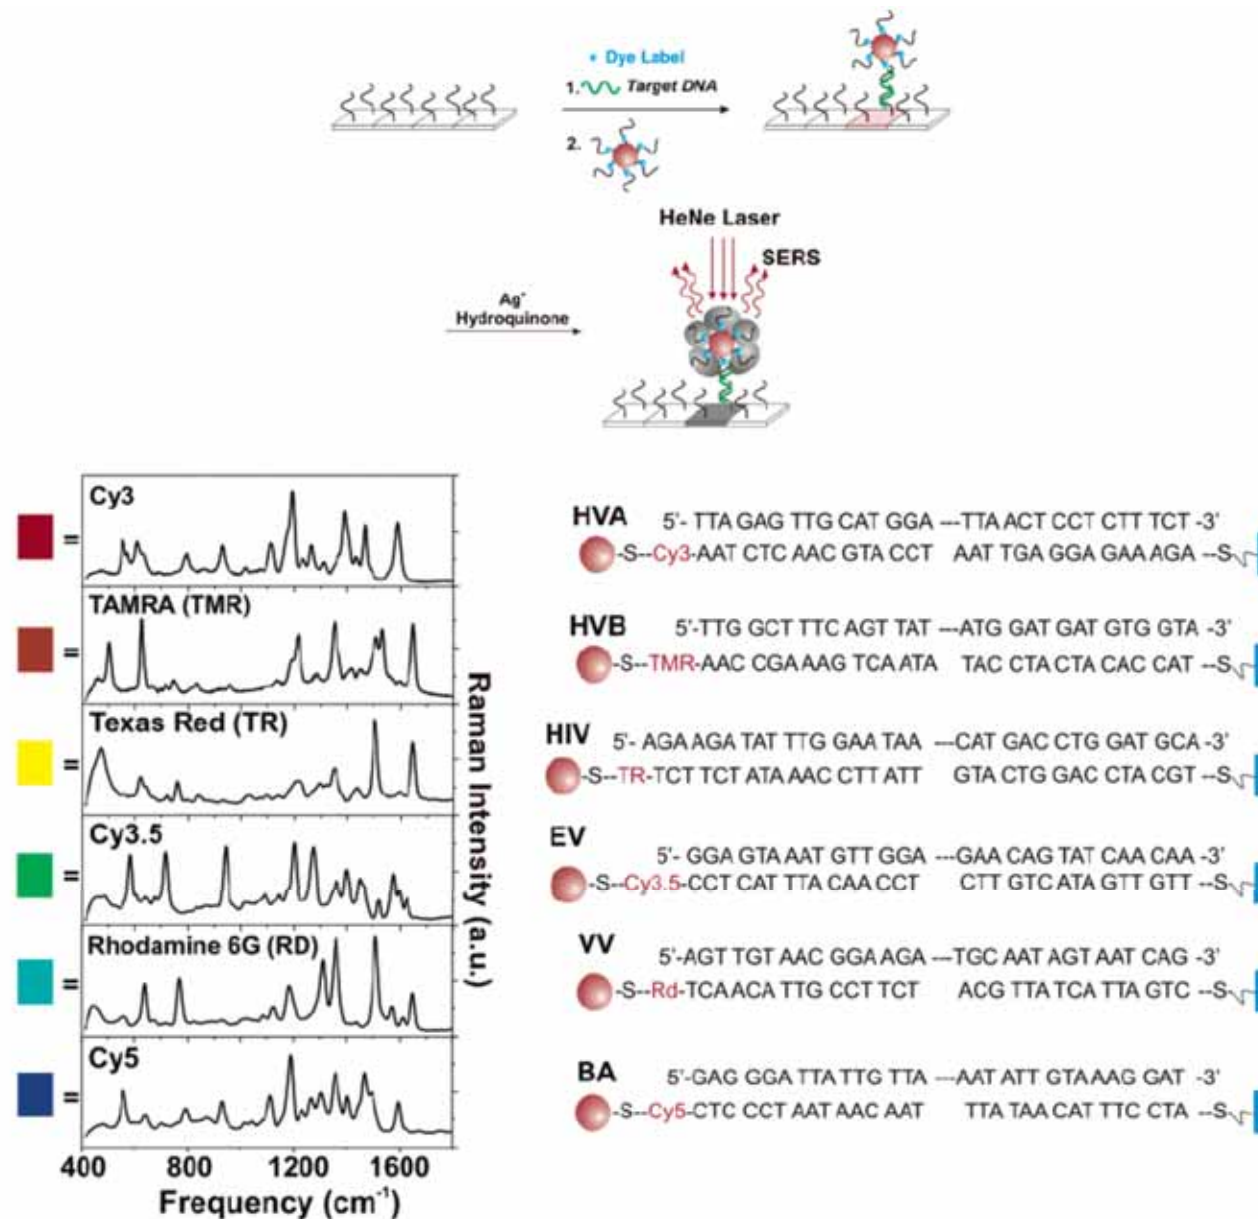 Dye Label
1. Target DNA
2.
HeNe Laser
SERS
Ag+
Hydroquinone
Cy3
=
TAMRA (TMR)
=
Texas Red (TR)
=
Cy3.5
=
Rhodamine 6G (RD)
=
Cy5
=
400 800 1200 1600
Frequency (cm-1)
Raman Intensity (a.u.)
HVA 5'-TTA GAG TTG CAT GGA ---TTA ACT CCT CTT TCT -3'
-S--Cy3-AAT CTC AAC GTA CCT AAT TGA GGA GAA AGA --S
HVB 5'-TTG GCT TTC AGT TAT ---ATG GAT GAT GTG GTA -3'
-S--TMR-AAC CGA AAG TCA ATA TAC CTA CTA CAC CAT --S
HIV 5'- AGA AGA TAT TTG GAA TAA ---CAT GAC CTG GAT GCA -3'
-S--TR-TCT TCT ATA AAC CTT ATT GTA CTG GAC CTA CGT --S
EV 5'- GGA GTA AAT GTT GGA ---GAA CAG TAT CAA CAA -3'
-S--Cy3.5-CCT CAT TTA CAA CCT CTT GTC ATA GTT GTT --S
VV 5'-AGT TGT AAC GGA AGA ---TGC AAT AGT AAT CAG -3'
-S--Rd-TCA ACA TTG CCT TCT ACG TTA TCA TTA GTC --S
BA 5'-GAG GGA TTA TTG TTA ---AAT ATT GTA AAG GAT -3'
-S--Cy5-CTC CCT AAT AAC AAT TTA TAA CAT TTC CTA --S